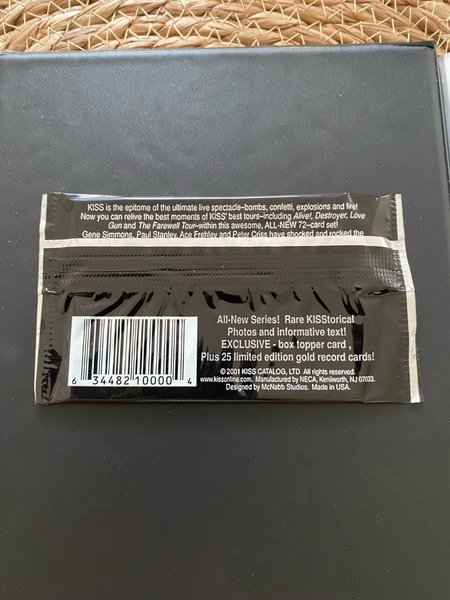 KISS is the epitome of the ultimate live spectacle-bombs, confetti, explosions and fire!
Now you can relive the best moments of KISS' best tours-including Alive!, Destroyer, Love
Gun and The Farewell Tour-within this awesome, ALL-NEW 72-card set!
Gene Simmons, Paul Stanley, Ace Frehley and Peter Criss have shocked and rocked the
All-New Series! Rare KISStorical
Photos and informative text!
EXCLUSIVE - box topper card,
Plus 25 limited edition gold record cards!
© 2001 KISS CATALOG, LTD All rights reserved.
www.kissonline.com. Manufactured by NECA, Kenilworth, NJ 07033.
Designed by McNabb Studios. Made in USA.
6 34482 10000 4